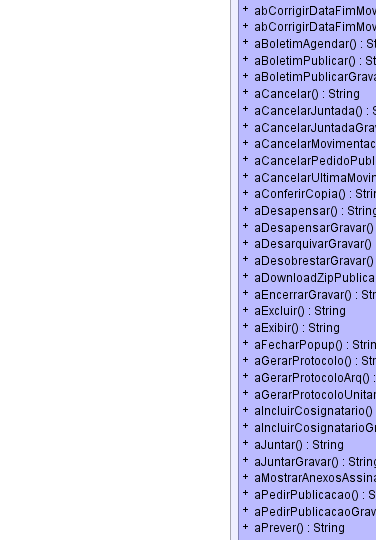 + abCorrigirDataFimMov
+ abCorrigirDataFimMov
+ aBoletimAgendar() : St
+ aBoletimPublicar() : St
+ aBoletimPublicarGrava
+ aCancelar() : String
+ aCancelarJuntada() : S
+ aCancelarJuntadaGrav
+ aCancelarMovimentac
+ aCancelarPedidoPubl
+ aCancelarUltimaMovim
+ aConferirCopia() : Strin
+ aDesapensar() : String
+ aDesapensarGravar()
+ aDesarquivarGravar()
+ aDesobrestarGravar()
+ aDownloadZipPublica
+ aEncerrarGravar() : Str
+ aExcluir() : String
+ aExibir() : String
+ aFecharPopup() : Strin
+ aGerarProtocolo() : Str
+ aGerarProtocoloArq() :
+ aGerarProtocoloUnitar
+ aIncluirCosignatario()
+ aIncluirCosignatarioGr
+ aJuntar() : String
+ aJuntarGravar() : String
+ aMostrarAnexosAssina
+ aPedirPublicacao() : S
+ aPedirPublicacaoGrav
+ aPrever() : String